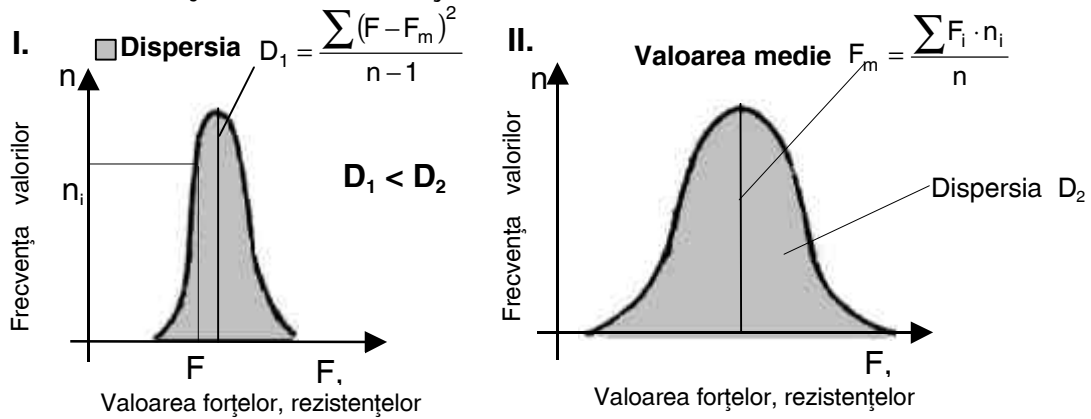 I.
Dispersia D₁ = ∑(F − Fₘ)² / (n − 1)
n
Frecvenţa valorilor
nᵢ
D₁ < D₂
F
F,
Valoarea forţelor, rezistenţelor
II.
Valoarea medie Fₘ = ∑Fᵢ · nᵢ / n
n
Frecvenţa valorilor
Dispersia D₂
F,
Valoarea forţelor, rezistenţelor